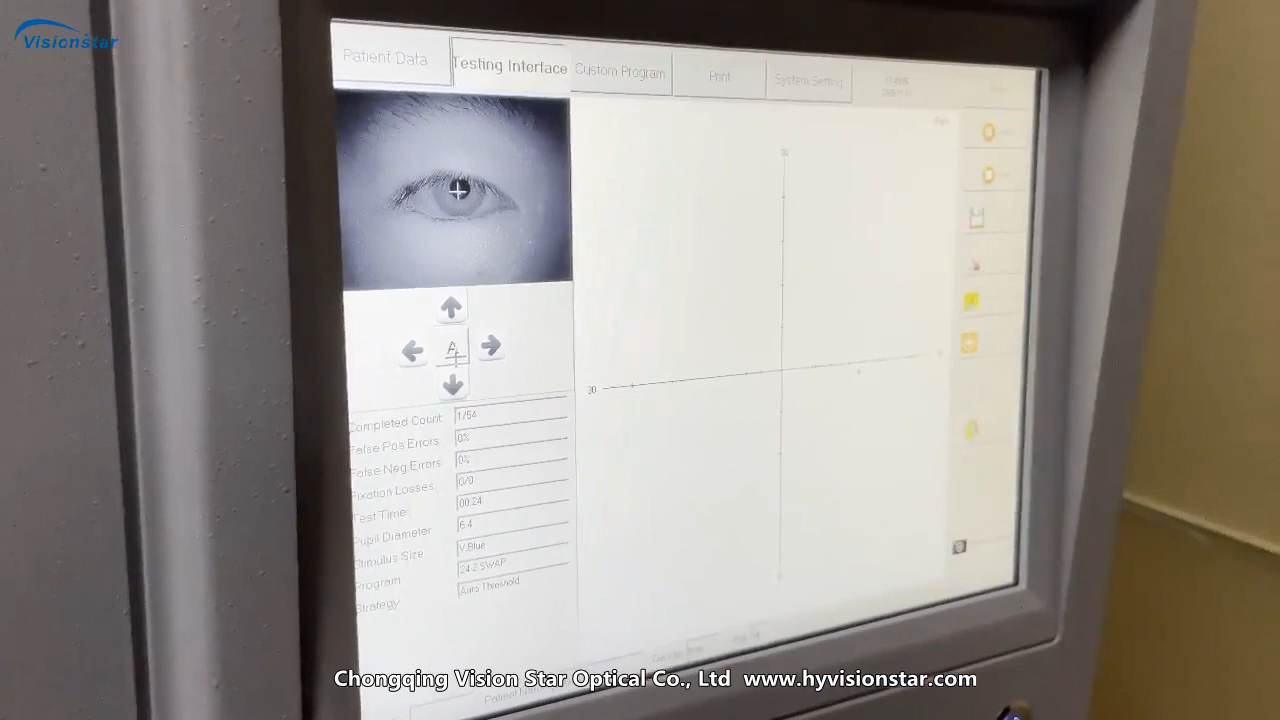 Visionstar
Patient Data
Testing Interface
Custom Program
Print
System Setting
30
30
A
Completed Count: 1/54
False Pos Errors: 0%
False Neg Errors: 0%
Fixation Losses: 0/0
Test Time: 00:24
Pupil Diameter: 6.4
Stimulus Size: V,Blue
Program: 24-2 SWAP
Strategy: Auto Threshold
Chongqing Vision Star Optical Co., Ltd www.hyvisionstar.com